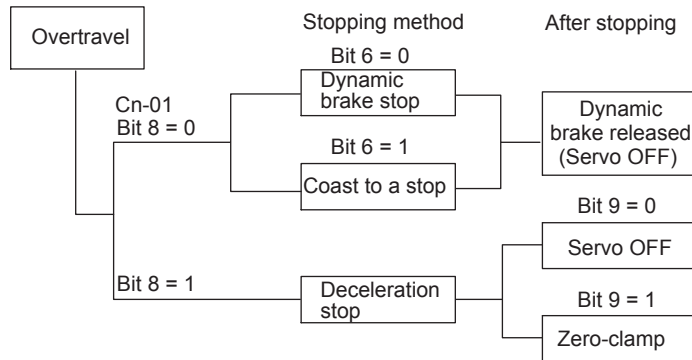 Overtravel
Stopping method
After stopping
Cn-01
Bit 8 = 0
Bit 6 = 0
Dynamic
brake stop
Bit 6 = 1
Coast to a stop
Dynamic
brake released
(Servo OFF)
Bit 8 = 1
Deceleration
stop
Bit 9 = 0
Servo OFF
Bit 9 = 1
Zero-clamp